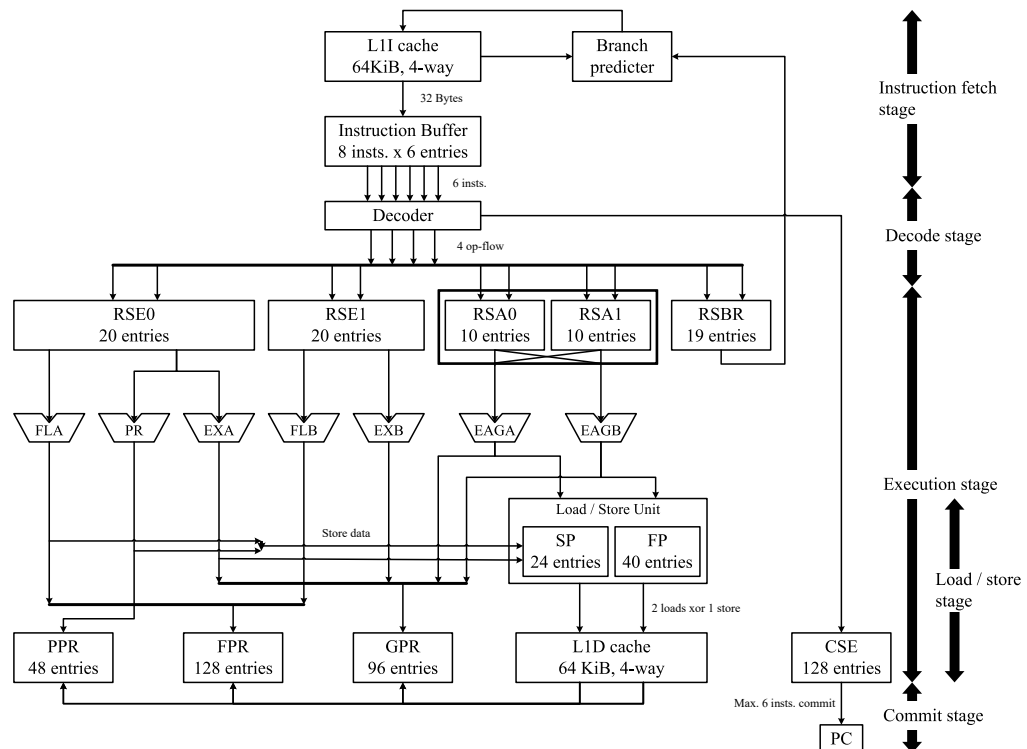 L1I cache
64KiB, 4-way
Branch
predicter
Instruction fetch
stage
32 Bytes
Instruction Buffer
8 insts. x 6 entries
6 insts.
Decoder
Decode stage
4 op-flow
RSE0
20 entries
RSE1
20 entries
RSA0
10 entries
RSA1
10 entries
RSBR
19 entries
FLA
PR
EXA
FLB
EXB
EAGA
EAGB
Execution stage
Load / Store Unit
Store data
SP
24 entries
FP
40 entries
Load / store
stage
2 loads xor 1 store
PPR
48 entries
FPR
128 entries
GPR
96 entries
L1D cache
64 KiB, 4-way
CSE
128 entries
Max. 6 insts. commit
Commit stage
PC